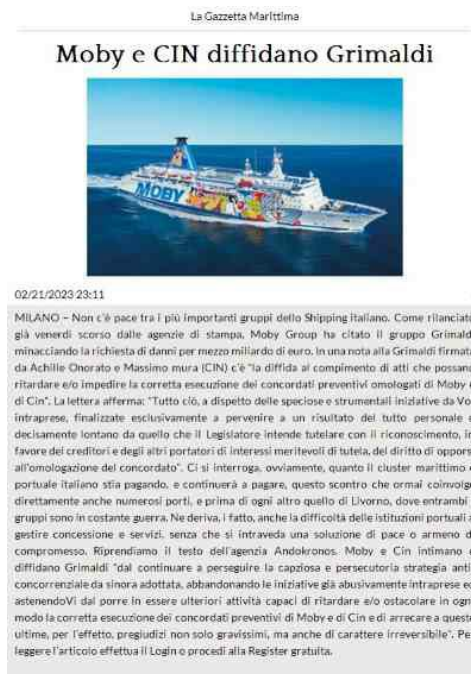 La Gazzetta Marittima
Moby e CIN diffidano Grimaldi
MOBY
02/21/2023 23:11
MILANO – Non c'è pace tra i più importanti gruppi dello Shipping italiano. Come rilanciato
già venerdì scorso dalle agenzie di stampa, Moby Group ha citato il gruppo Grimald
minacciando la richiesta di danni per mezzo miliardo di euro. In una nota alla Grimaldi firmata
da Achille Onorato e Massimo mura (CIN) c'è "la diffida al compimento di atti che possano
ritardare e/o impedire la corretta esecuzione dei concordati preventivi omologati di Moby e
di Cin". La lettera afferma: "Tutto ciò, a dispetto delle speciose e strumentali iniziative da Vo
intraprese, finalizzate esclusivamente a pervenire a un risultato del tutto personale e
decisamente lontano da quello che il Legislatore intende tutelare con il riconoscimento, in
favore dei creditori e degli altri portatori di interessi meritevoli di tutela, del diritto di oppors
all'omologazione del concordato". Ci si interroga, ovviamente, quanto il cluster marittimo e
portuale italiano stia pagando, e continuerà a pagare, questo scontro che ormai coinvolge
direttamente anche numerosi porti, e prima di ogni altro quello di Livorno, dove entrambi
gruppi sono in costante guerra. Ne deriva, i fatto, anche la difficoltà delle istituzioni portuali a
gestire concessione e servizi, senza che si intraveda una soluzione di pace o armeno d
compromesso. Riprendiamo il testo dell'agenzia Andokronos. Moby e Cin intimano e
diffidano Grimaldi "dal continuare a perseguire la capziosa e persecutoria strategia anti
concorrenziale da sinora adottata, abbandonando le iniziative già abusivamente intraprese ed
astenendoVi dal porre in essere ulteriori attività capaci di ritardare e/o ostacolare in ogn
modo la corretta esecuzione dei concordati preventivi di Moby e di Cin e di arrecare a queste
ultime, per l'effetto, pregiudizi non solo gravissimi, ma anche di carattere irreversibile". Pe
leggere l'articolo effettua il Login o procedi alla Register gratuita.